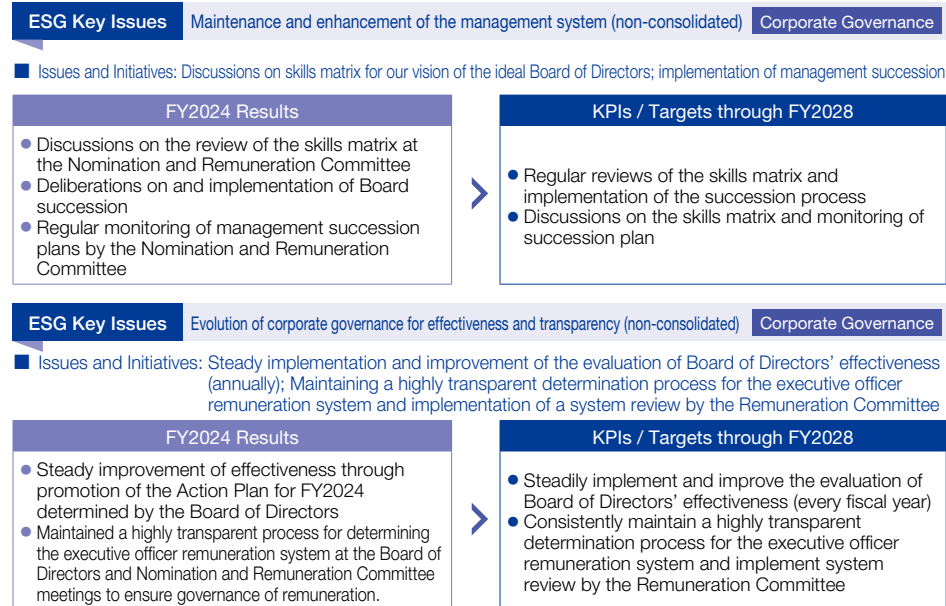 ESG Key Issues Maintenance and enhancement of the management system (non-consolidated) Corporate Governance
■ Issues and Initiatives: Discussions on skills matrix for our vision of the ideal Board of Directors; implementation of management succession
FY2024 Results
● Discussions on the review of the skills matrix at
the Nomination and Remuneration Committee
● Deliberations on and implementation of Board
succession
● Regular monitoring of management succession
plans by the Nomination and Remuneration
Committee
KPIs / Targets through FY2028
● Regular reviews of the skills matrix and
implementation of the succession process
● Discussions on the skills matrix and monitoring of
succession plan
ESG Key Issues Evolution of corporate governance for effectiveness and transparency (non-consolidated) Corporate Governance
■ Issues and Initiatives: Steady implementation and improvement of the evaluation of Board of Directors' effectiveness
(annually); Maintaining a highly transparent determination process for the executive officer
remuneration system and implementation of a system review by the Remuneration Committee
FY2024 Results
● Steady improvement of effectiveness through
promotion of the Action Plan for FY2024
determined by the Board of Directors
● Maintained a highly transparent process for determining
the executive officer remuneration system at the Board of
Directors and Nomination and Remuneration Committee
meetings to ensure governance of remuneration.
KPIs / Targets through FY2028
● Steadily implement and improve the evaluation of
Board of Directors' effectiveness (every fiscal year)
● Consistently maintain a highly transparent
determination process for the executive officer
remuneration system and implement system
review by the Remuneration Committee